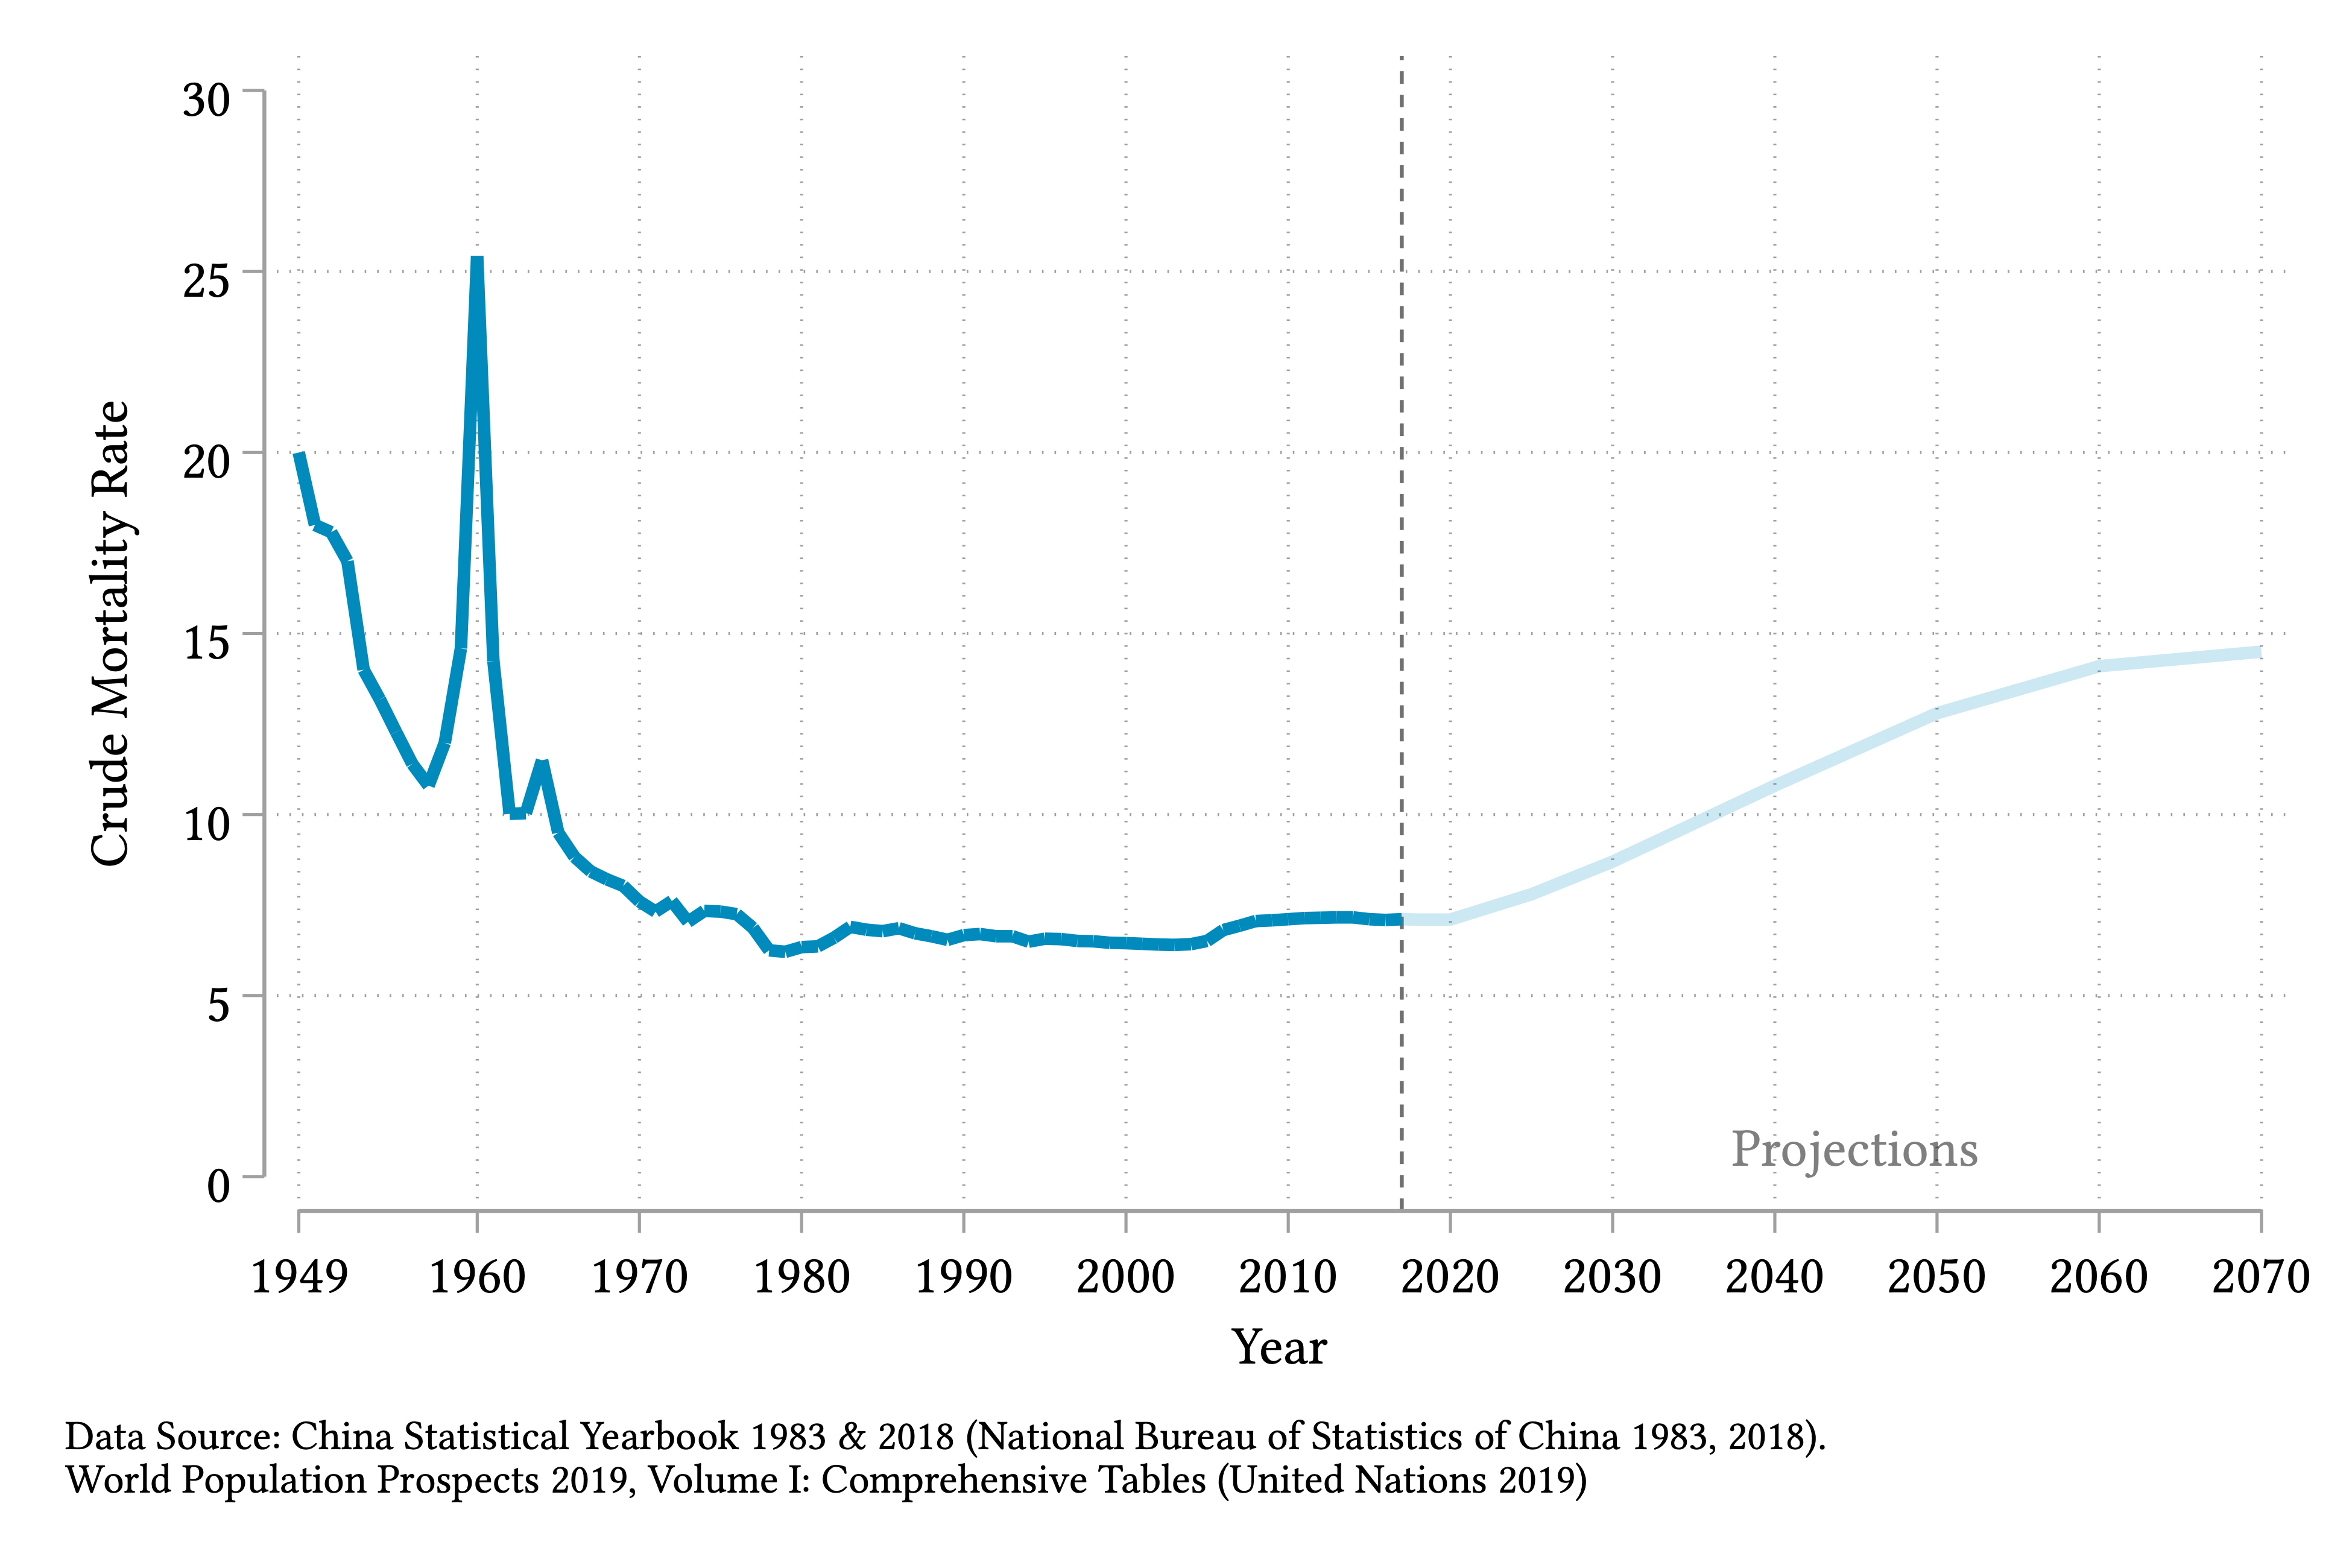 Crude Mortality Rate
30
25
20
15
10
5
0
Projections
1949 1960 1970 1980 1990 2000 2010 2020 2030 2040 2050 2060 2070
Year
Data Source: China Statistical Yearbook 1983 & 2018 (National Bureau of Statistics of China 1983, 2018).
World Population Prospects 2019, Volume I: Comprehensive Tables (United Nations 2019)